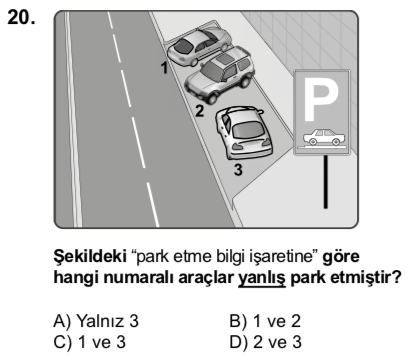 20.
P
1
2
3
Şekildeki “park etme bilgi işaretine” göre
hangi numaralı araçlar yanlış park etmiştir?
A) Yalnız 3 B) 1 ve 2
C) 1 ve 3 D) 2 ve 3